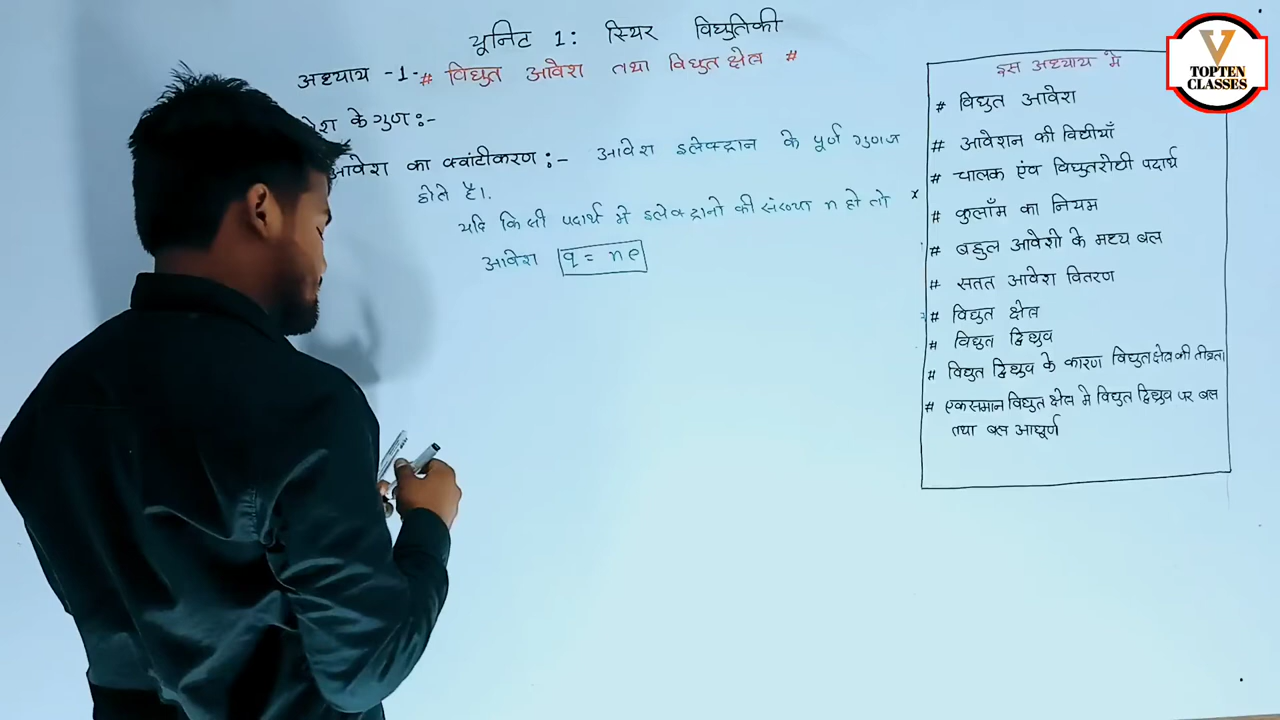 यूनिट 1: स्थिर विद्युतिकी
अध्याय -1- # विद्युत आवेश तथा विद्युत क्षेत्र #
के गुण :-
आवेश का क्वांटीकरण :- आवेश इलेक्ट्रान के पूर्ण गुणज
होते है।
यदि किसी पदार्थ मे इलेक्ट्रानो की संख्या n हो तो
आवेश q = ne
इस अध्याय मे
# विद्युत आवेश
# आवेशन की विधीयाँ
# चालक एंव विद्युतरोधी पदार्थ
# कुलाँम का नियम
# बहुल आवेशो के मध्य बल
# सतत आवेश वितरण
# विद्युत क्षेत्र
# विद्युत द्विध्रुव
# विद्युत द्विध्रुव के कारण विद्युत क्षेत्र की तीव्रता
# एकसमान विद्युत क्षेत्र मे विद्युत द्विध्रुव पर बल
तथा बल आघूर्ण
V
TOPTEN
CLASSES